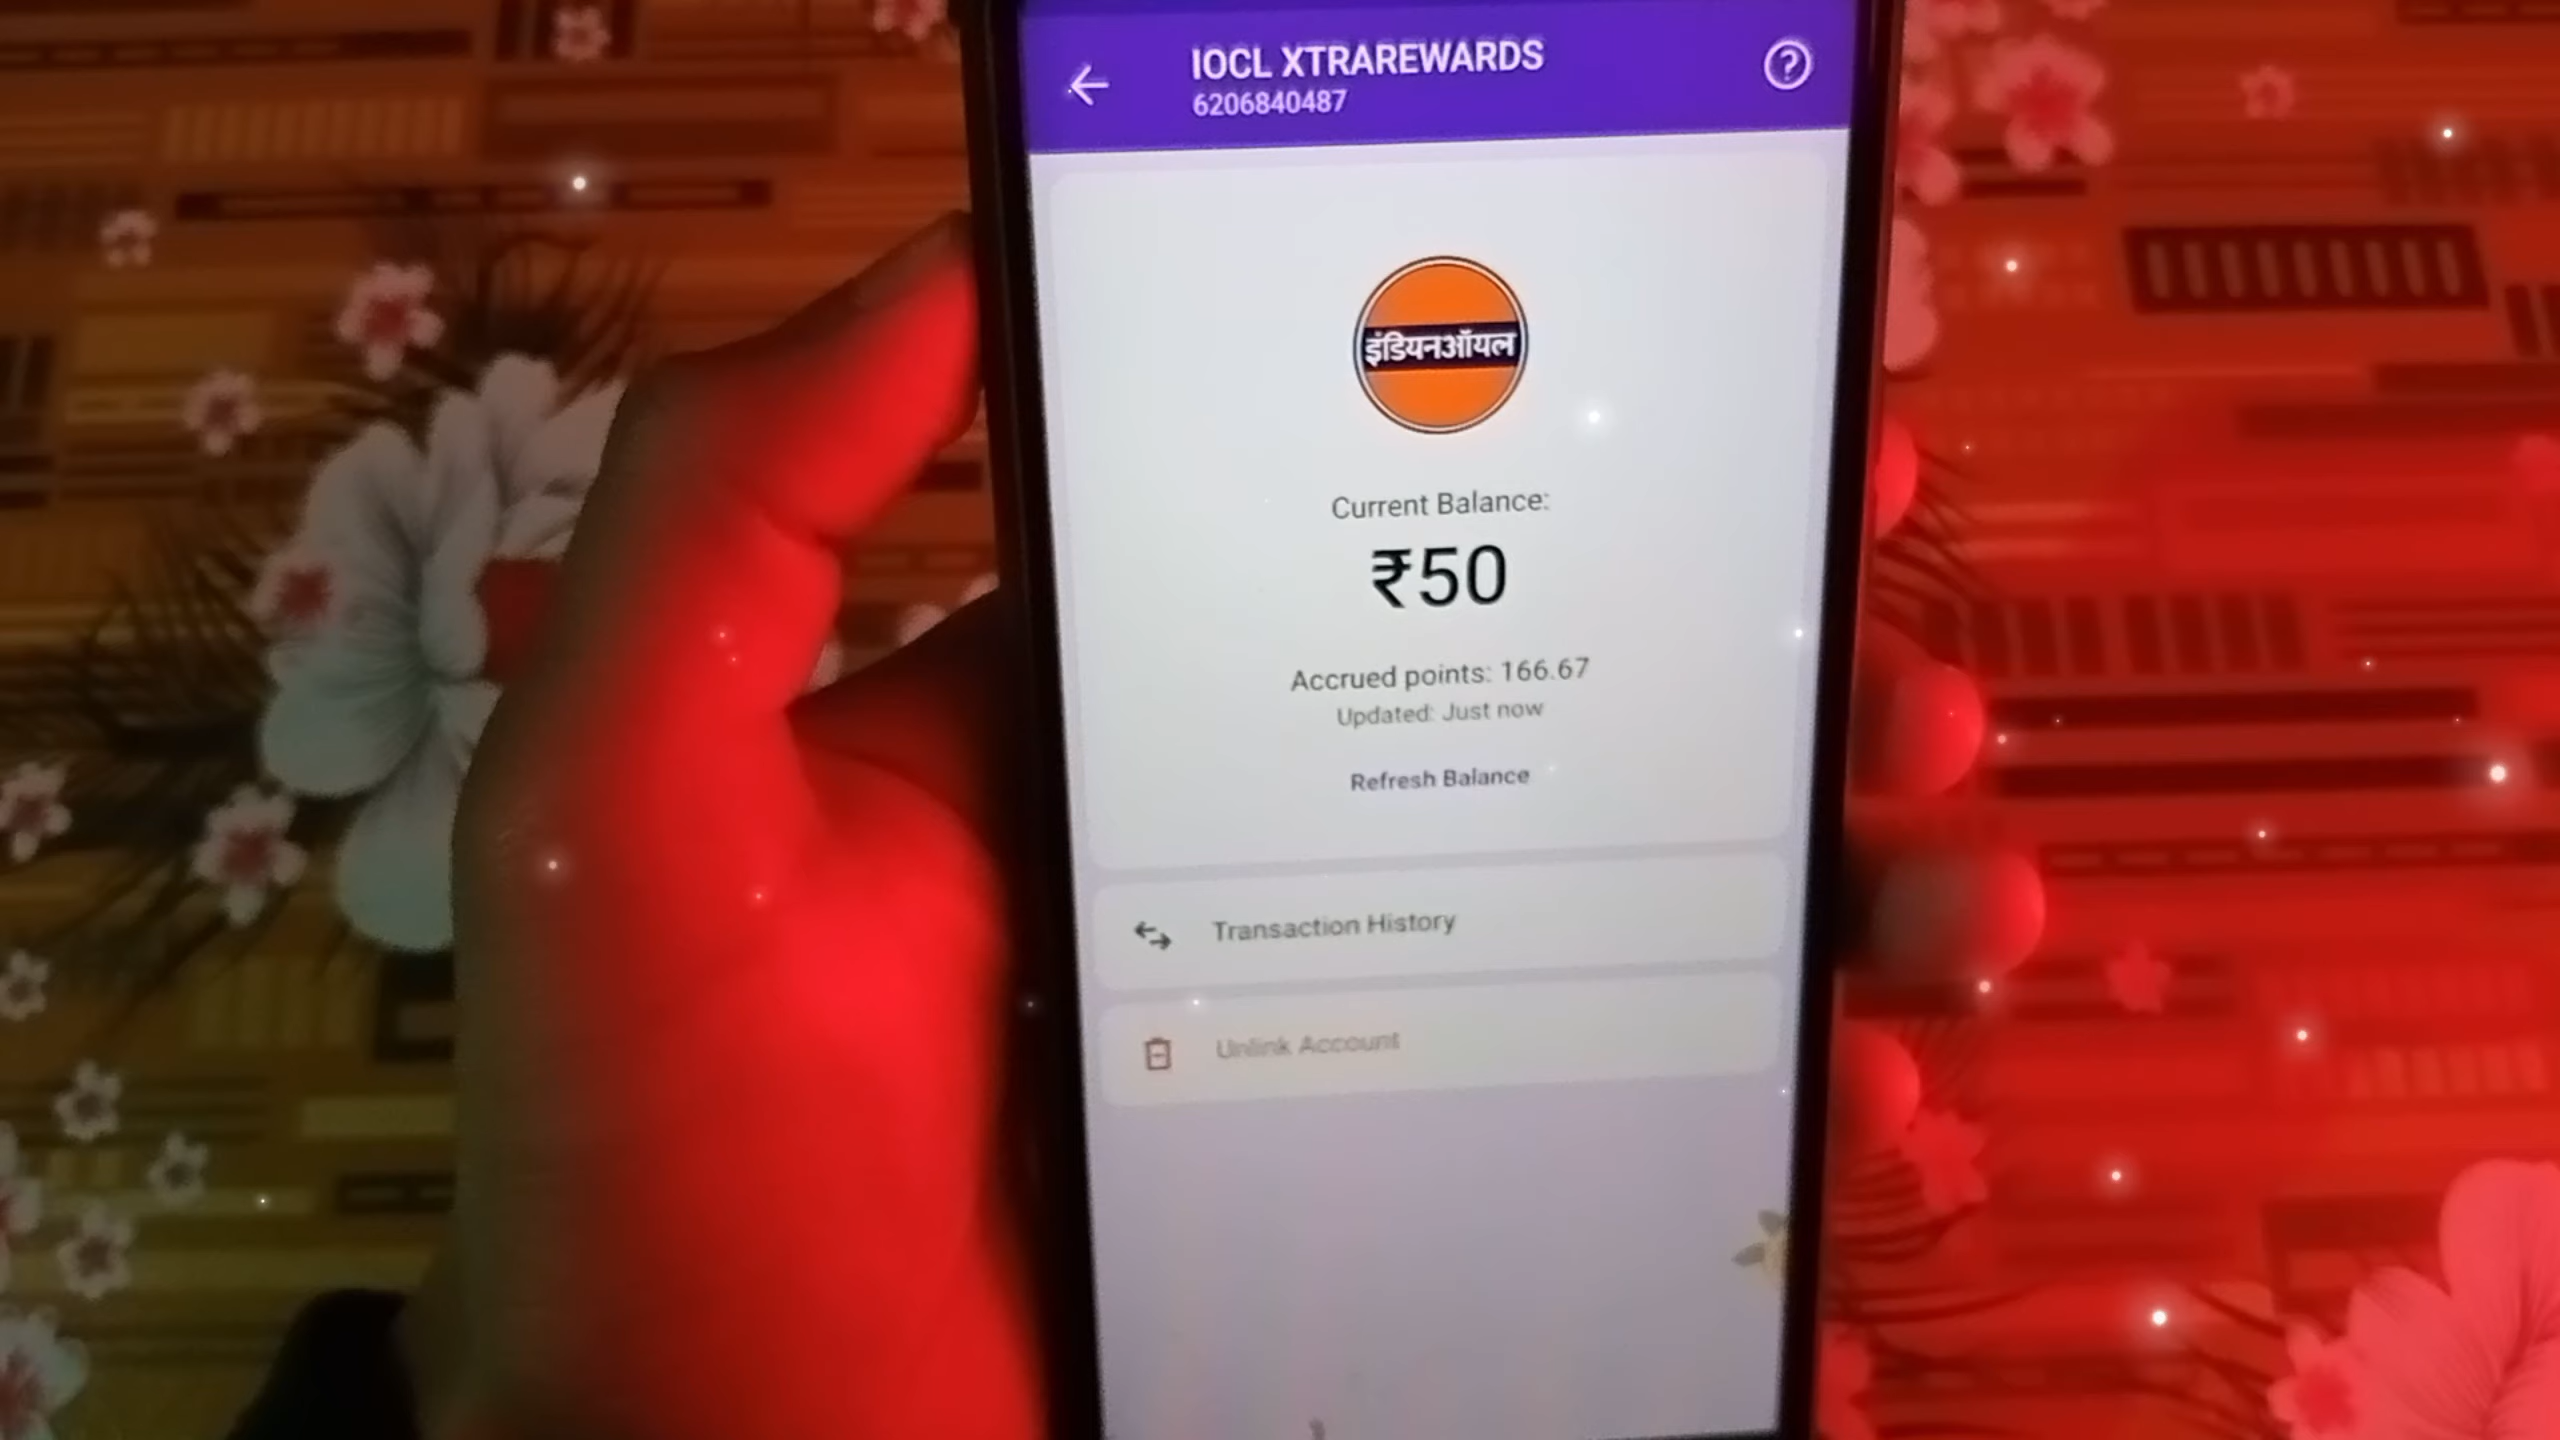 IOCL XTRAREWARDS
6206840487
इंडियनऑयल
Current Balance:
₹50
Accrued points: 166.67
Updated: Just now
Refresh Balance
Transaction History
Unlink Account